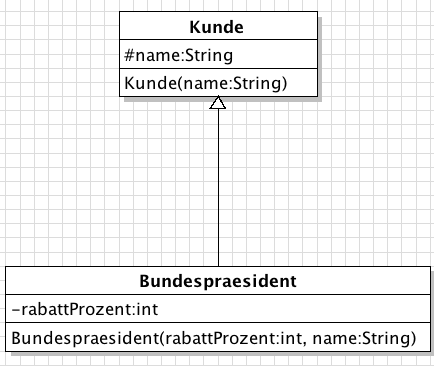 Kunde
#name:String
Kunde(name:String)
Bundespraesident
-rabattProzent:int
Bundespraesident(rabattProzent:int, name:String)